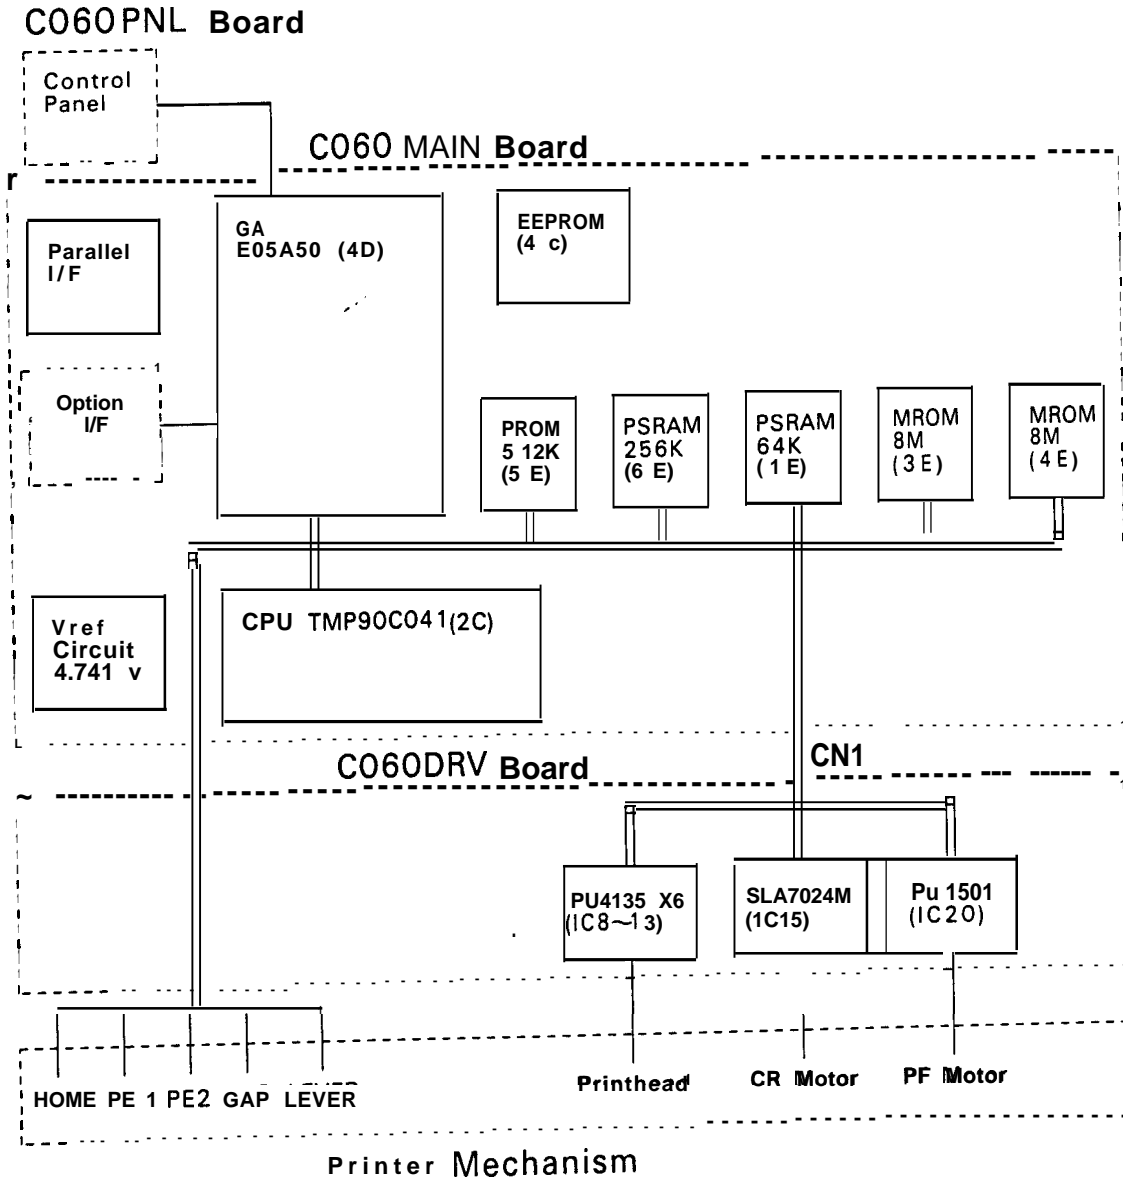 C060 PNL Board
Control
Panel
C060 MAIN Board
GA
E05A50 (4D)
EEPROM
(4 c)
Parallel
I/F
Option
I/F
PROM
5 12K
(5 E)
PSRAM
256K
(6 E)
PSRAM
64K
(1E)
MROM
8M
(3E)
MROM
8M
(4E)
Vref
Circuit
4.741 v
CPU TMP90C041(2C)
C060DRV Board
CN1
PU4135 X6
(IC8~13)
SLA7024M
(1C15)
Pu 1501
(IC20)
Printhead
CR Motor
PF Motor
HOME PE 1 PE2 GAP LEVER
Printer Mechanism